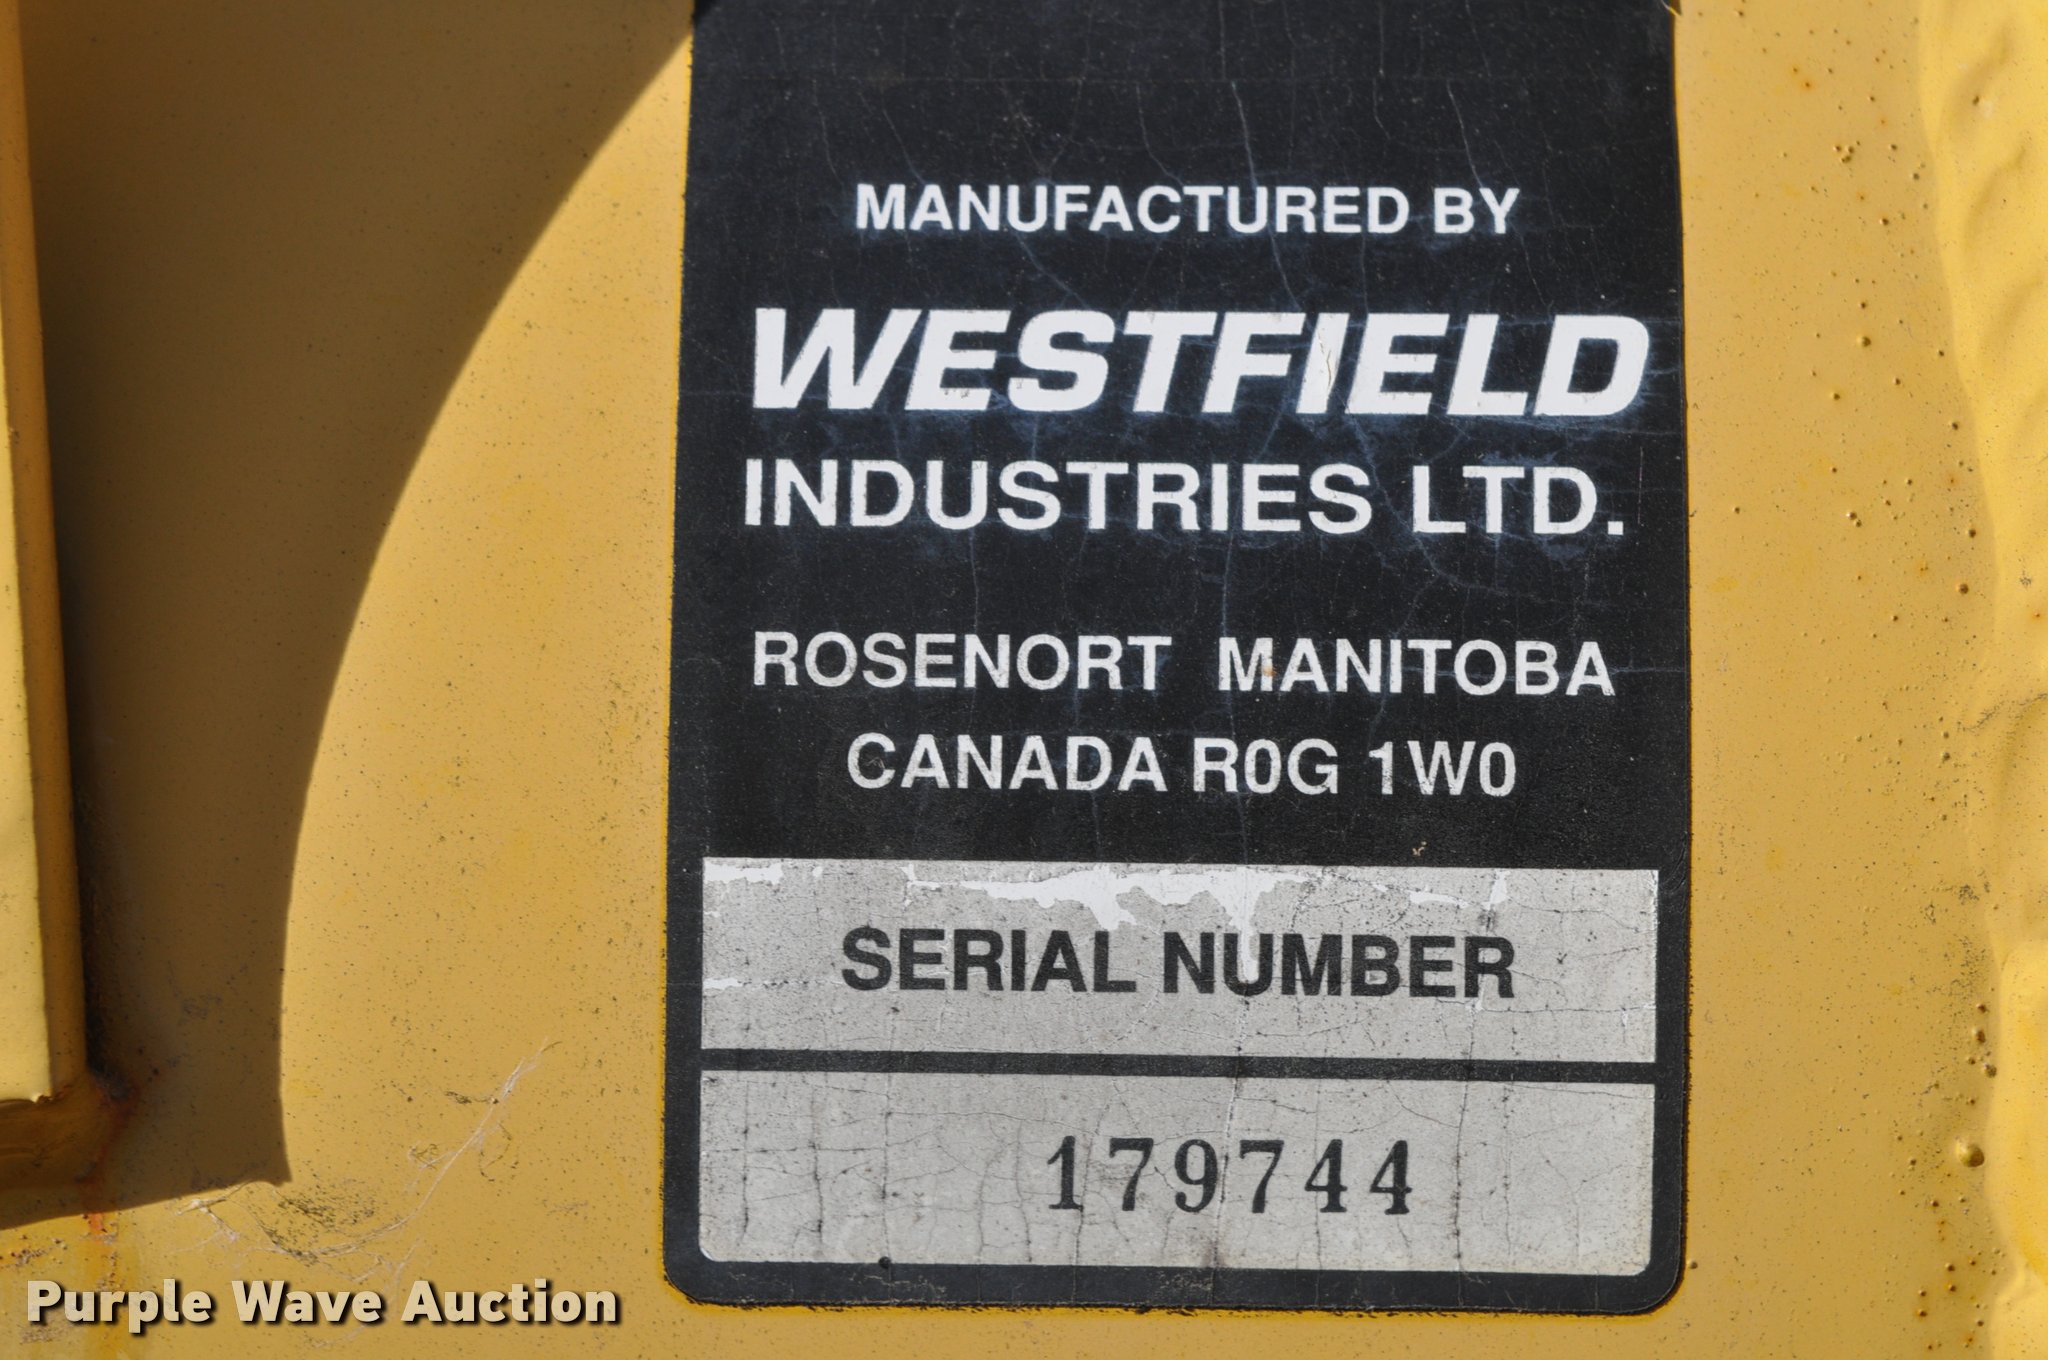 MANUFACTURED BY
WESTFIELD
INDUSTRIES LTD.
ROSENORT MANITOBA
CANADA R0G 1W0
SERIAL NUMBER
179744
Purple Wave Auction